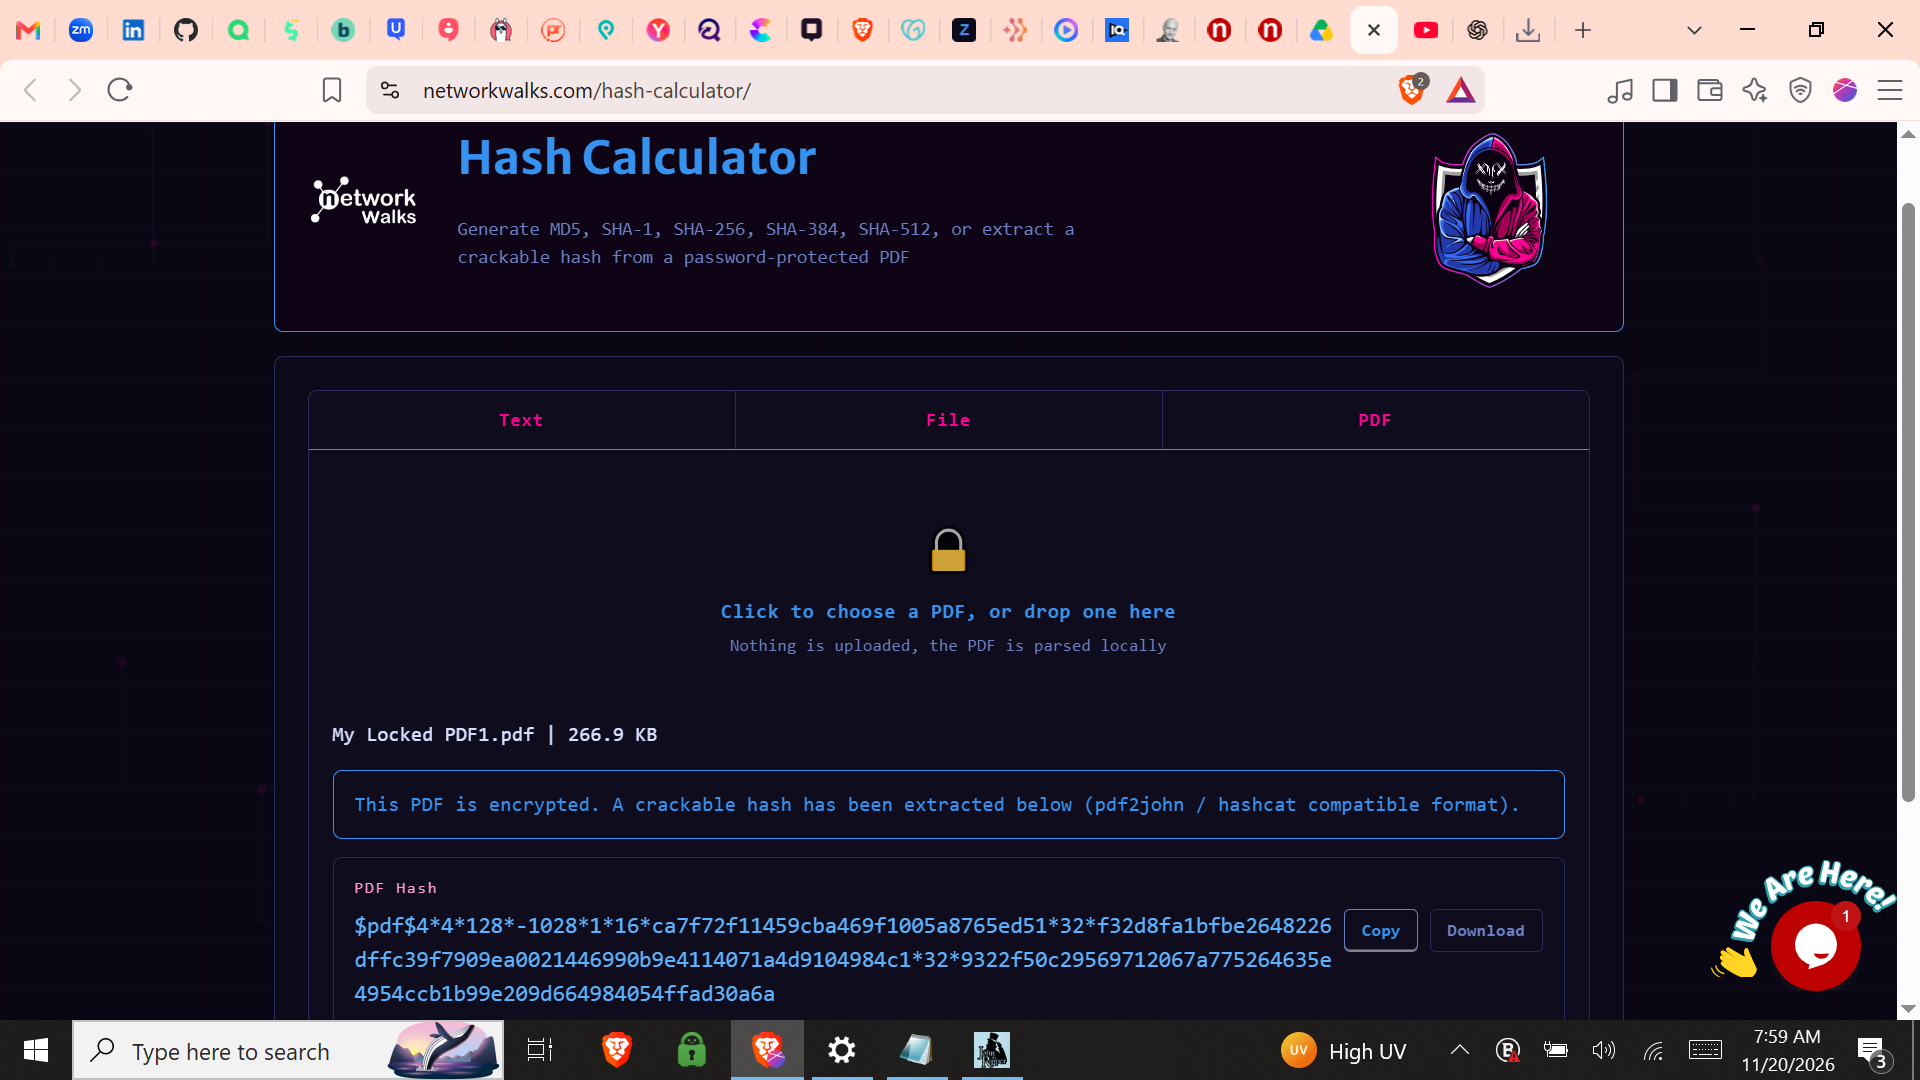 zm
networkwalks.com/hash-calculator/
2
network
Walks
Hash Calculator
Generate MD5, SHA-1, SHA-256, SHA-384, SHA-512, or extract a
crackable hash from a password-protected PDF
Text
File
PDF
Click to choose a PDF, or drop one here
Nothing is uploaded, the PDF is parsed locally
My Locked PDF1.pdf | 266.9 KB
This PDF is encrypted. A crackable hash has been extracted below (pdf2john / hashcat compatible format).
PDF Hash
$pdf$4*4*128*-1028*1*16*ca7f72f11459cba469f1005a8765ed51*32*f32d8fa1bfbe2648226
dffc39f7909ea0021446990b9e4114071a4d9104984c1*32*9322f50c29569712067a775264635e
4954ccb1b99e209d664984054ffad30a6a
Copy
Download
We Are Here!
1
Type here to search
UV
High UV
7:59 AM
11/20/2026
3